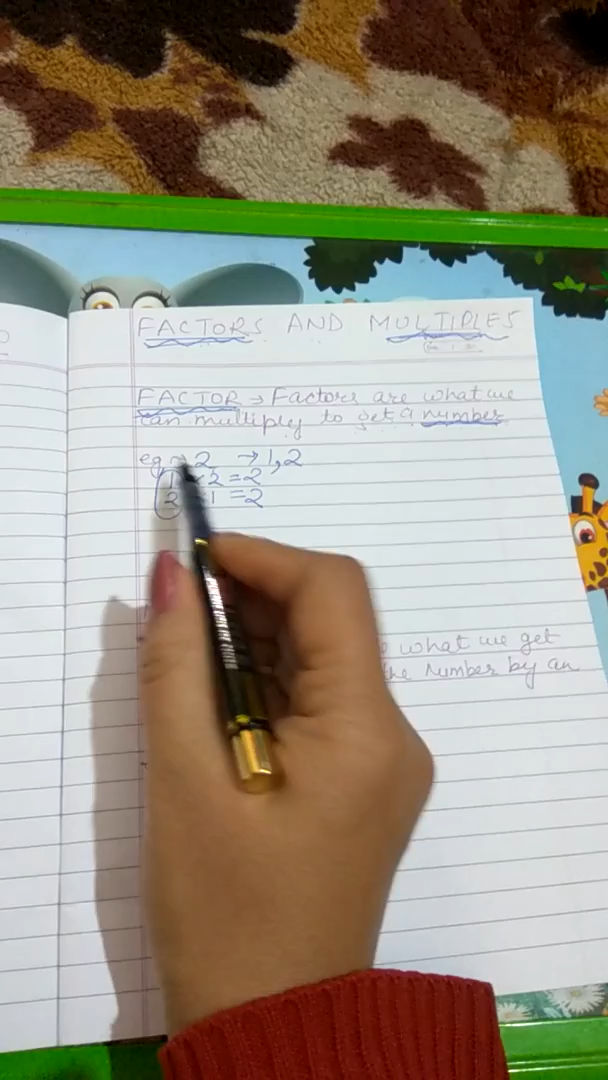 FACTORS AND MULTIPLES
FACTOR → Factors are what we
can multiply to get a number
eg → 2 → 1, 2
1 × 2 = 2
2 1 = 2
what we get
the number by an